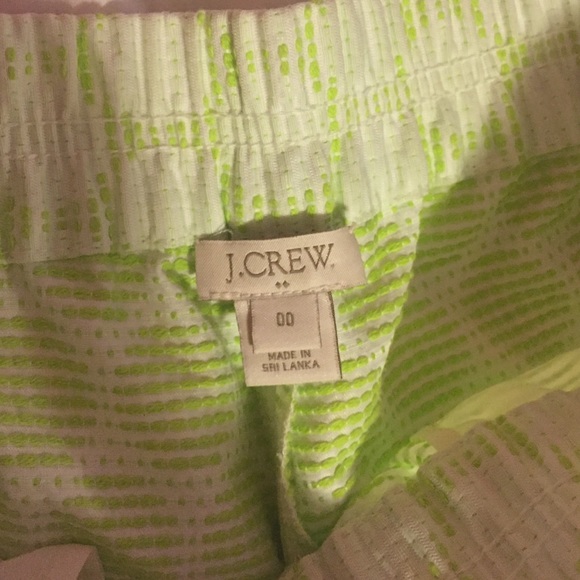 J.CREW
00
MADE IN
SRI LANKA